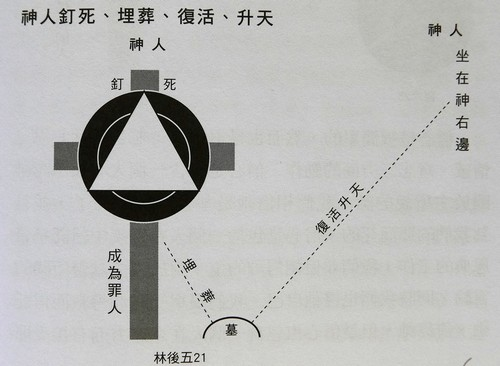 神人釘死、埋葬、復活、升天
神人
釘 死
成為罪人
埋葬
墓
林後五21
復活升天
神人
坐在神右邊